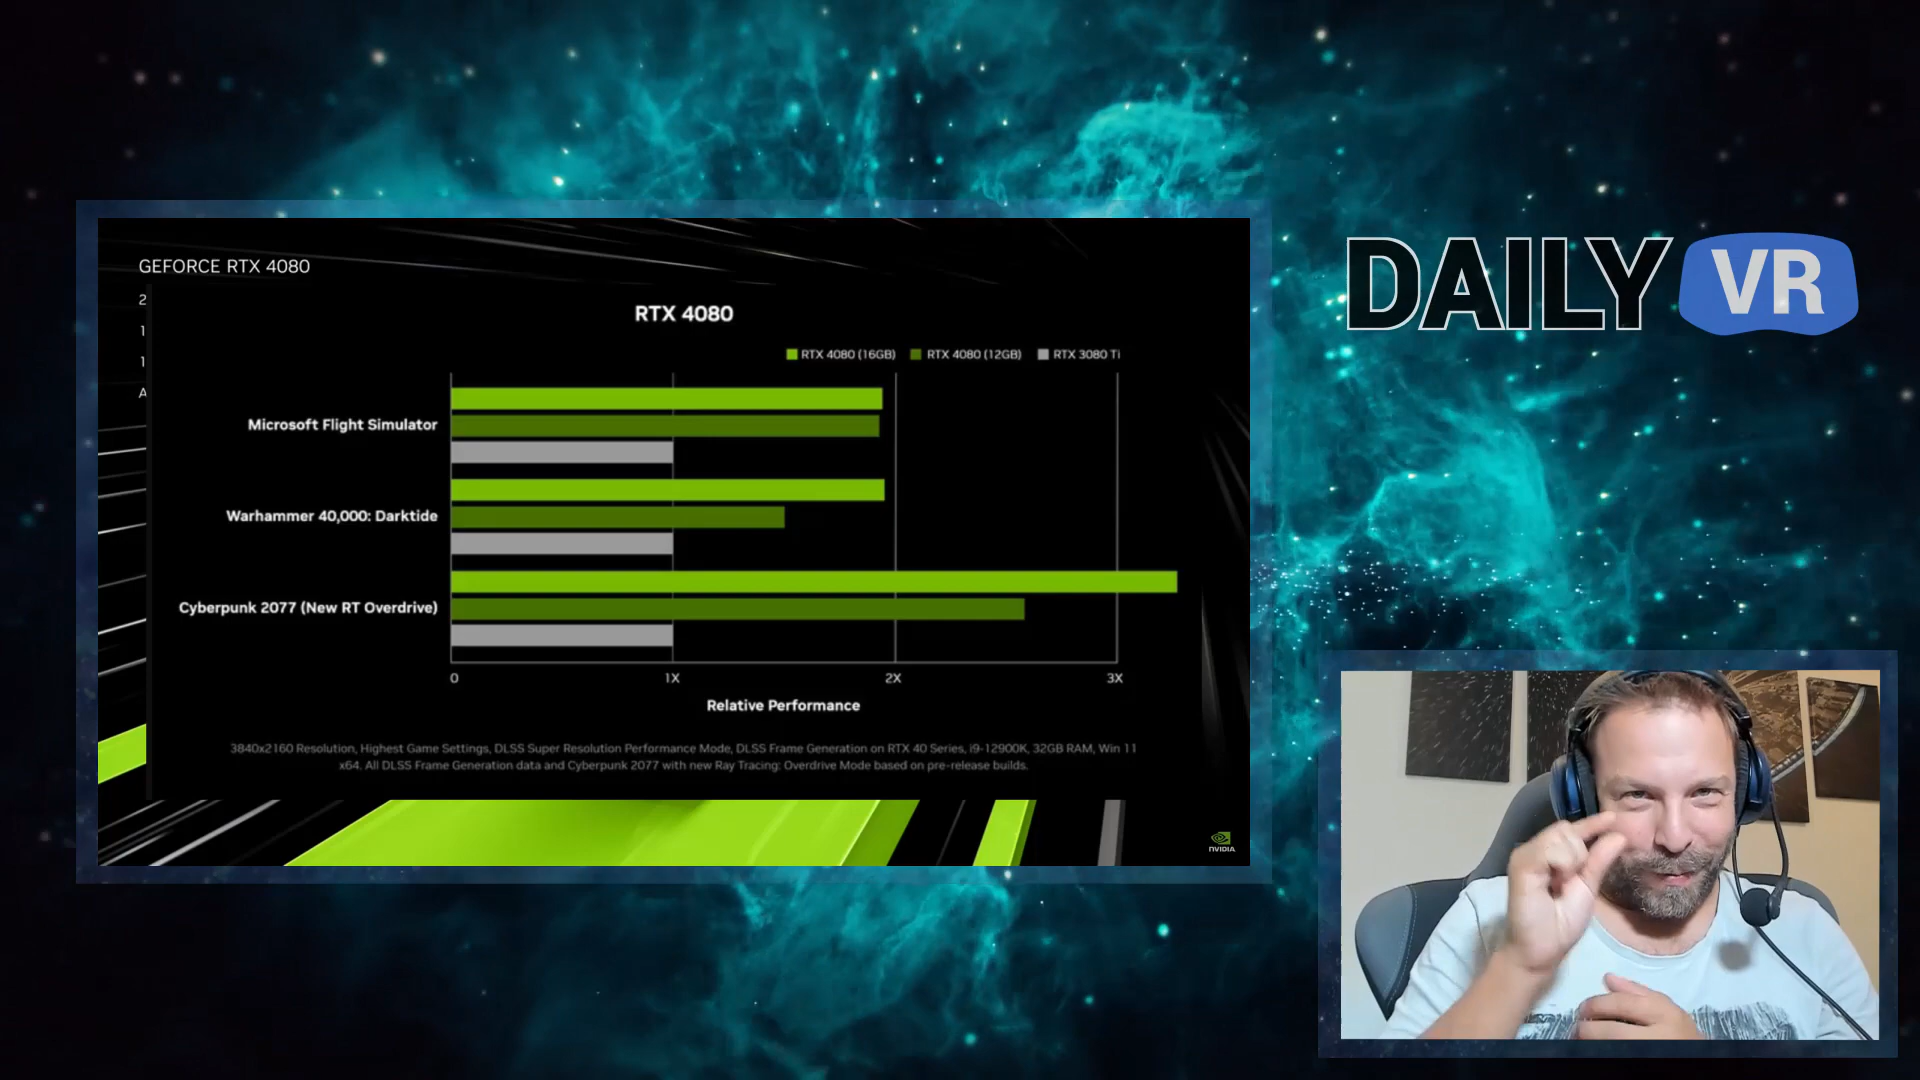 GEFORCE RTX 4080
2
1
1
A
RTX 4080
RTX 4080 (16GB)
RTX 4080 (12GB)
RTX 3080 Ti
Microsoft Flight Simulator
Warhammer 40,000: Darktide
Cyberpunk 2077 (New RT Overdrive)
0
1X
2X
3X
Relative Performance
3840x2160 Resolution, Highest Game Settings, DLSS Super Resolution Performance Mode, DLSS Frame Generation on RTX 40 Series, i9-12900K, 32GB RAM, Win 11
x64. All DLSS Frame Generation data and Cyberpunk 2077 with new Ray Tracing: Overdrive Mode based on pre-release builds.
NVIDIA
DAILY VR